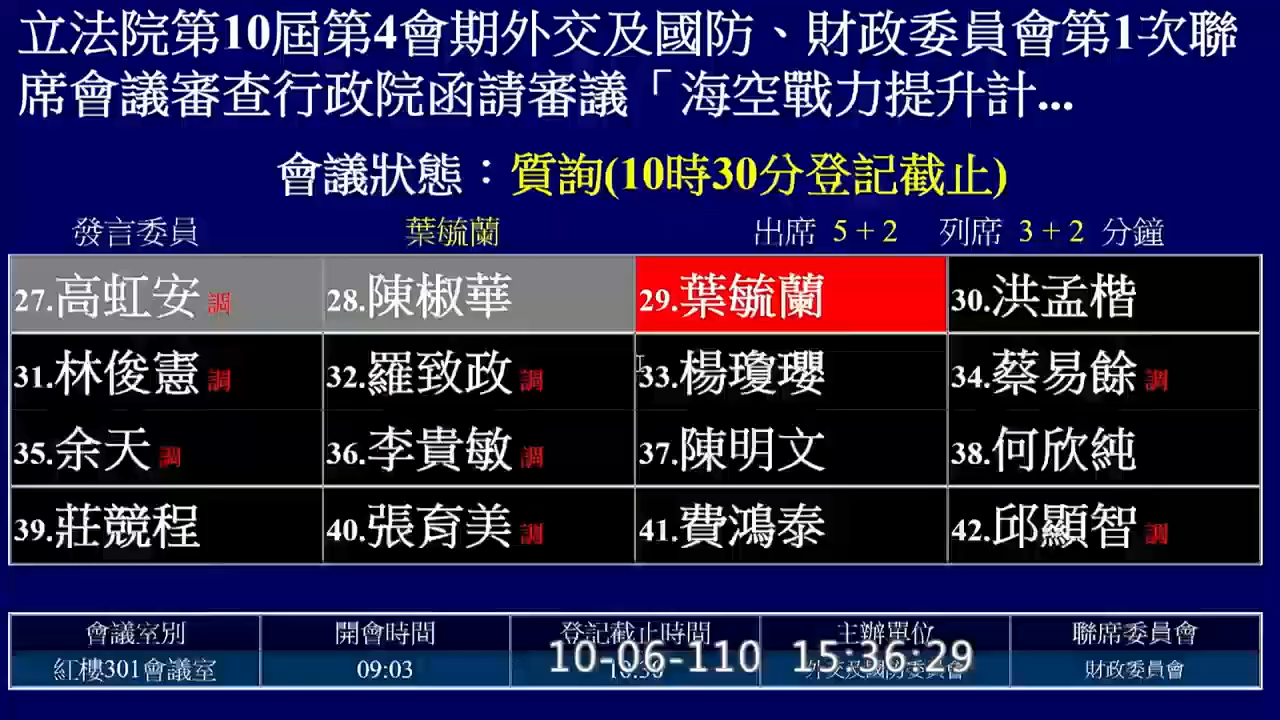 立法院第10屆第4會期外交及國防、財政委員會第1次聯
席會議審查行政院函請審議「海空戰力提升計...
會議狀態：質詢(10時30分登記截止)
發言委員 葉毓蘭 出席 5 + 2 列席 3 + 2 分鐘
27.高虹安 調 28.陳椒華 29.葉毓蘭 30.洪孟楷
31.林俊憲 調 32.羅致政 調 33.楊瓊瓔 34.蔡易餘 調
35.余天 調 36.李貴敏 調 37.陳明文 38.何欣純
39.莊競程 40.張育美 調 41.費鴻泰 42.邱顯智 調
會議室別 開會時間 登記截止時間 主辦單位 聯席委員會
紅樓301會議室 09:03 10:30 外交及國防委員會 財政委員會
10-06-110 15:36:29